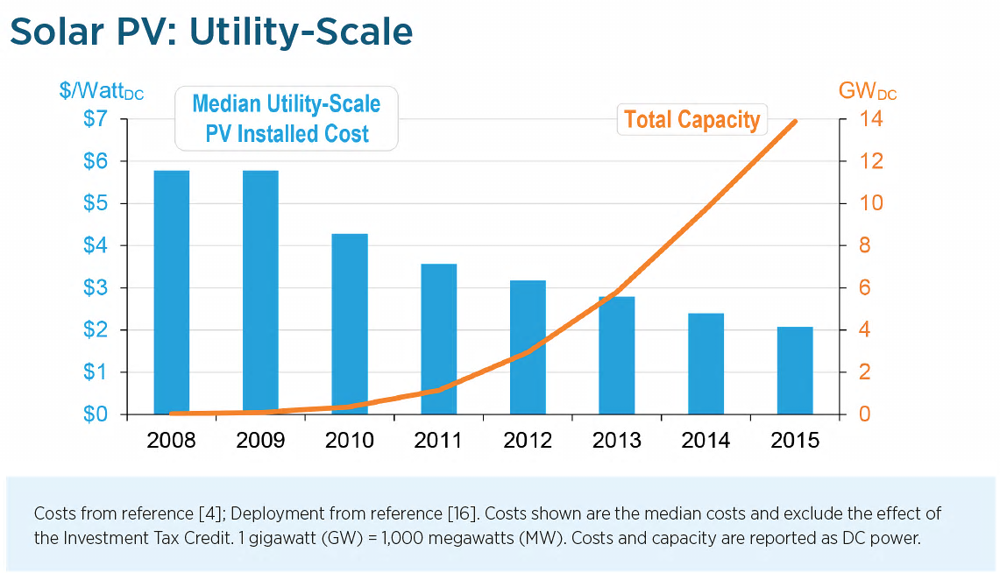 Solar PV: Utility-Scale
$/WattDC
GWDC
Median Utility-Scale
PV Installed Cost
Total Capacity
$7
$6
$5
$4
$3
$2
$1
$0
14
12
10
8
6
4
2
0
2008 2009 2010 2011 2012 2013 2014 2015
Costs from reference [4]; Deployment from reference [16]. Costs shown are the median costs and exclude the effect of
the Investment Tax Credit. 1 gigawatt (GW) = 1,000 megawatts (MW). Costs and capacity are reported as DC power.